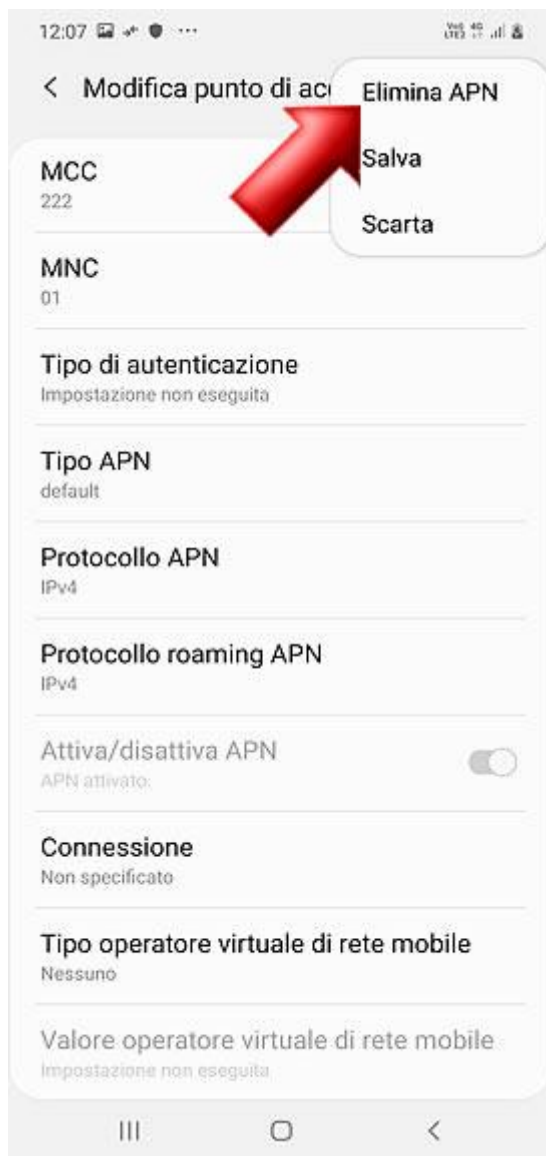 12:07
Modifica punto di acc
Elimina APN
Salva
Scarta
MCC
222
MNC
01
Tipo di autenticazione
Impostazione non eseguita
Tipo APN
default
Protocollo APN
IPv4
Protocollo roaming APN
IPv4
Attiva/disattiva APN
APN attivato.
Connessione
Non specificato
Tipo operatore virtuale di rete mobile
Nessuno
Valore operatore virtuale di rete mobile
Impostazione non eseguita